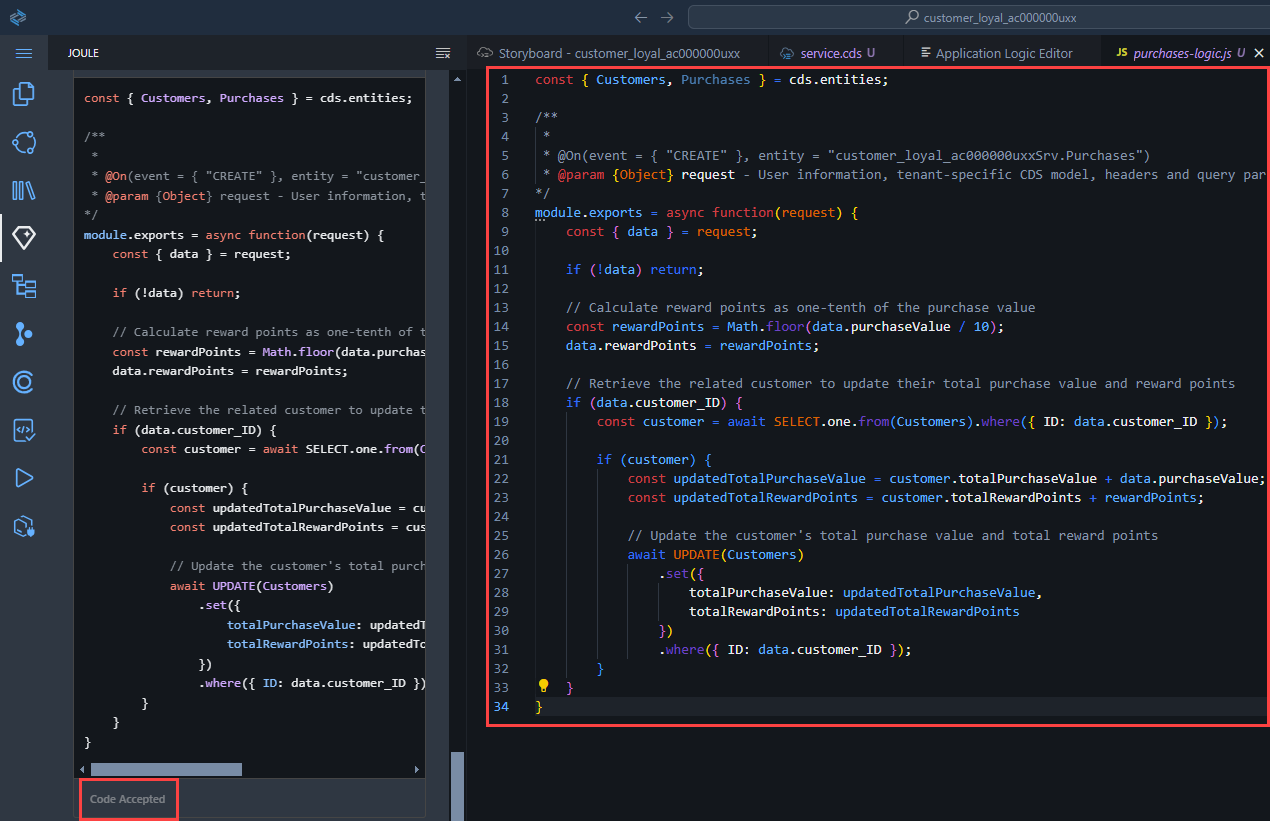 customer_loyal_ac000000uxx
JOULE
const { Customers, Purchases } = cds.entities;
/**
*
* @On(event = { "CREATE" }, entity = "customer_
* @param {Object} request - User information, t
*/
module.exports = async function(request) {
const { data } = request;
if (!data) return;
// Calculate reward points as one-tenth of t
const rewardPoints = Math.floor(data.purchas
data.rewardPoints = rewardPoints;
// Retrieve the related customer to update t
if (data.customer_ID) {
const customer = await SELECT.one.from(C
if (customer) {
const updatedTotalPurchaseValue = cu
const updatedTotalRewardPoints = cus
// Update the customer's total purch
await UPDATE(Customers)
.set({
totalPurchaseValue: updatedT
totalRewardPoints: updatedTo
})
.where({ ID: data.customer_ID })
}
}
}
Code Accepted
Storyboard - customer_loyal_ac000000uxx
service.cds U
Application Logic Editor
JS purchases-logic.js U
1 const { Customers, Purchases } = cds.entities;
2
3 /**
4 *
5 * @On(event = { "CREATE" }, entity = "customer_loyal_ac000000uxxSrv.Purchases")
6 * @param {Object} request - User information, tenant-specific CDS model, headers and query par
7 */
8 module.exports = async function(request) {
9 const { data } = request;
10
11 if (!data) return;
12
13 // Calculate reward points as one-tenth of the purchase value
14 const rewardPoints = Math.floor(data.purchaseValue / 10);
15 data.rewardPoints = rewardPoints;
16
17 // Retrieve the related customer to update their total purchase value and reward points
18 if (data.customer_ID) {
19 const customer = await SELECT.one.from(Customers).where({ ID: data.customer_ID });
20
21 if (customer) {
22 const updatedTotalPurchaseValue = customer.totalPurchaseValue + data.purchaseValue;
23 const updatedTotalRewardPoints = customer.totalRewardPoints + rewardPoints;
24
25 // Update the customer's total purchase value and total reward points
26 await UPDATE(Customers)
27 .set({
28 totalPurchaseValue: updatedTotalPurchaseValue,
29 totalRewardPoints: updatedTotalRewardPoints
30 })
31 .where({ ID: data.customer_ID });
32 }
33 }
34 }